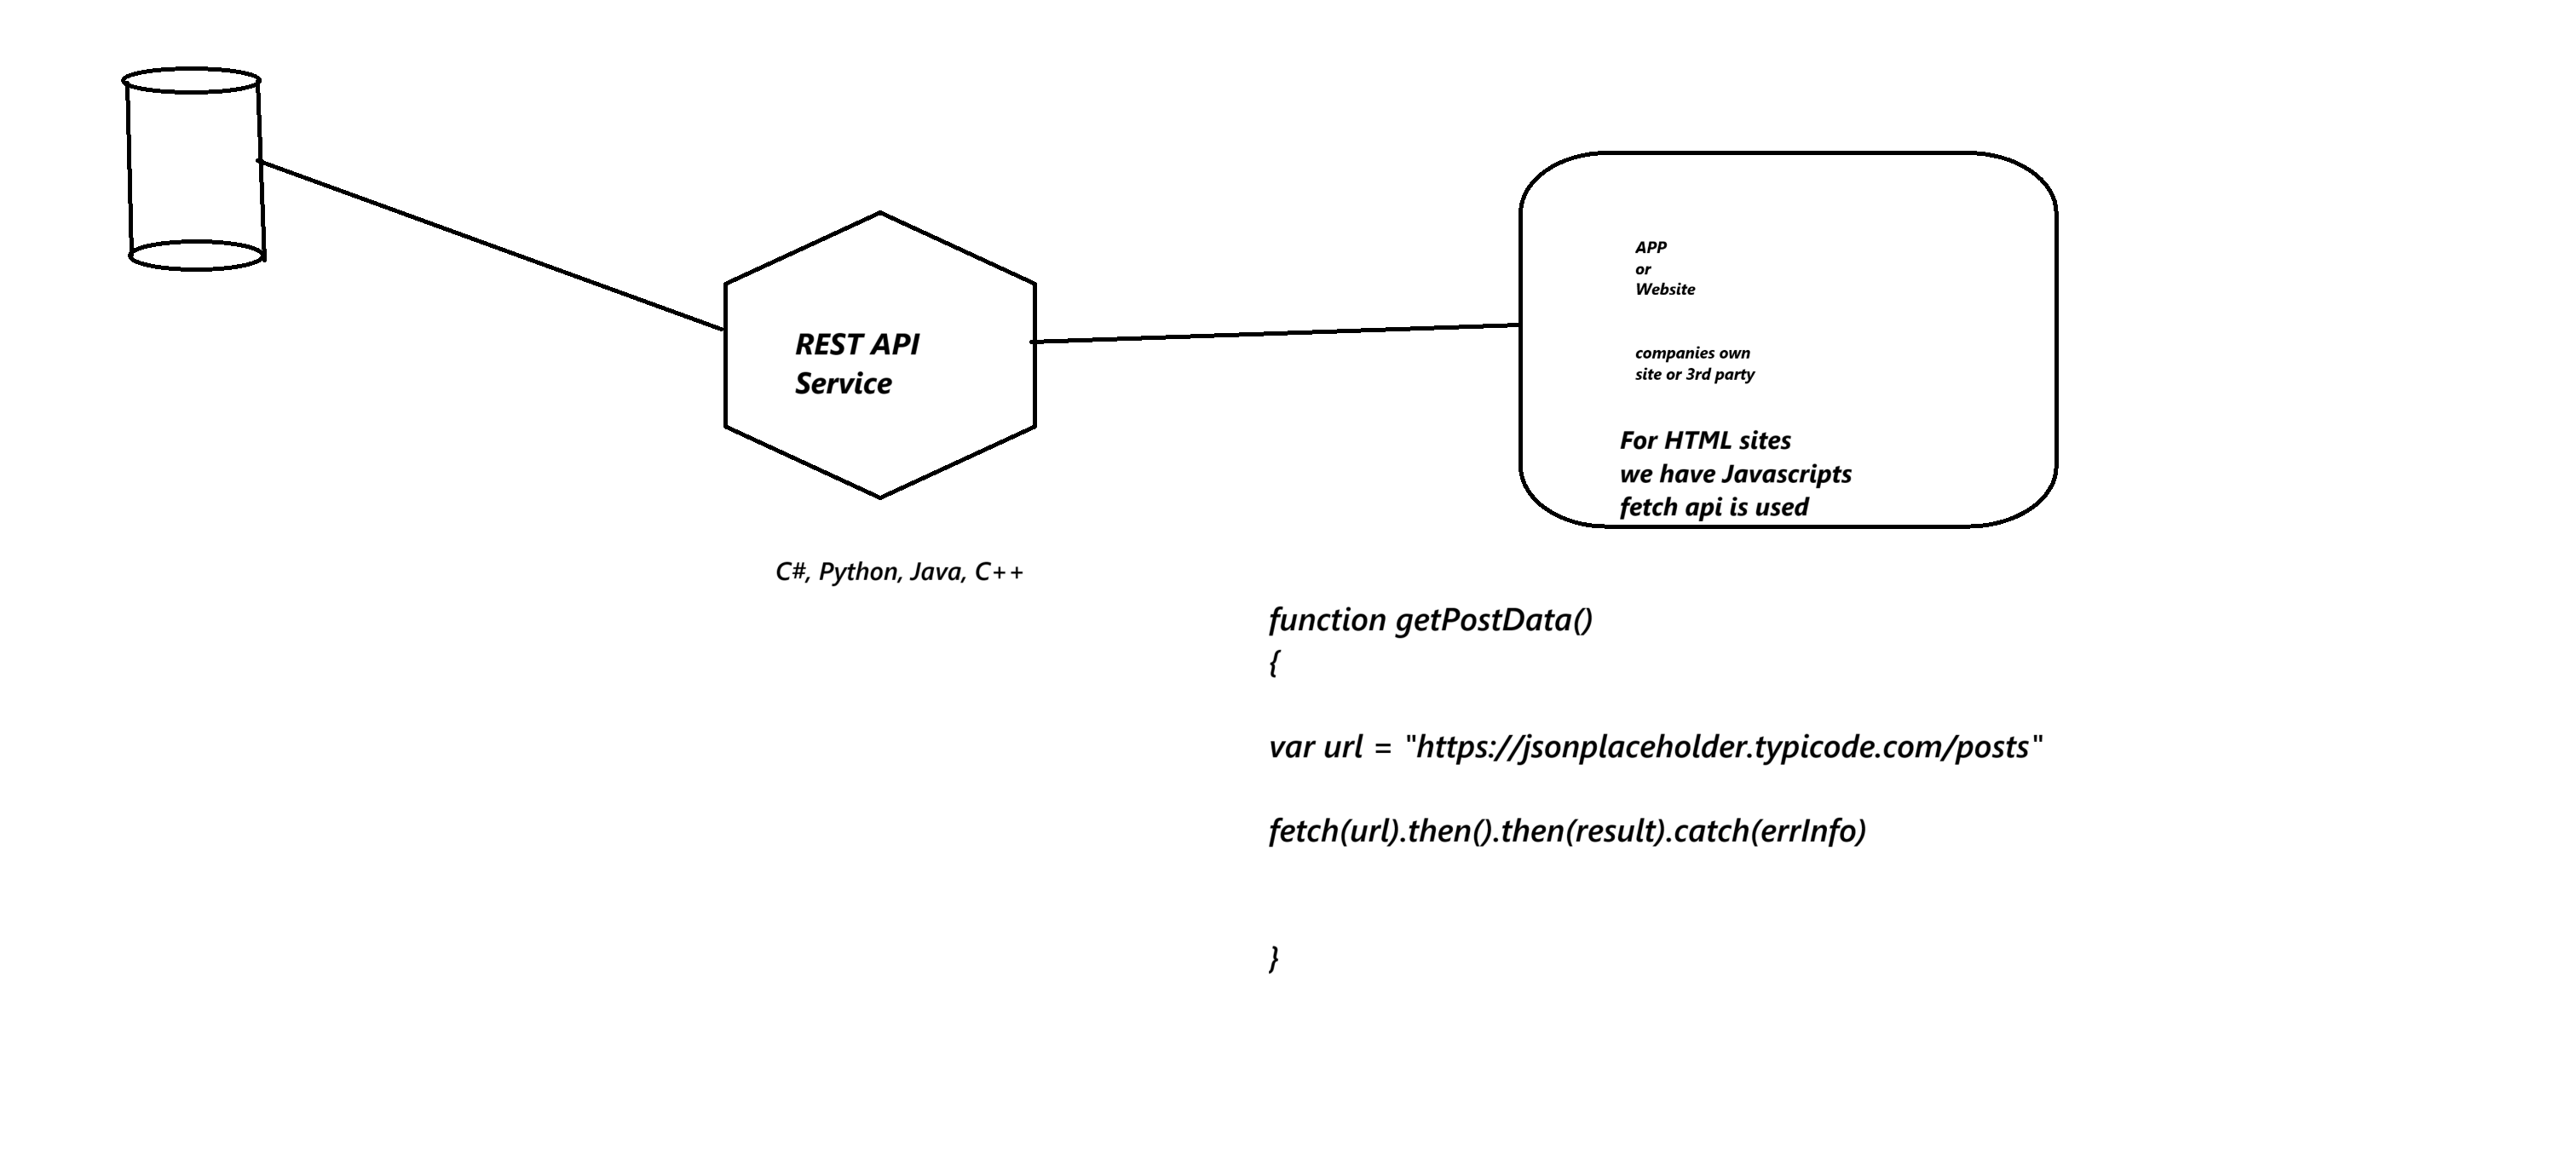 REST API
Service
APP
or
Website
companies own
site or 3rd party
For HTML sites
we have Javascripts
fetch api is used
C#, Python, Java, C++
function getPostData()
{
var url = "https://jsonplaceholder.typicode.com/posts"
fetch(url).then().then(result).catch(errInfo)
}